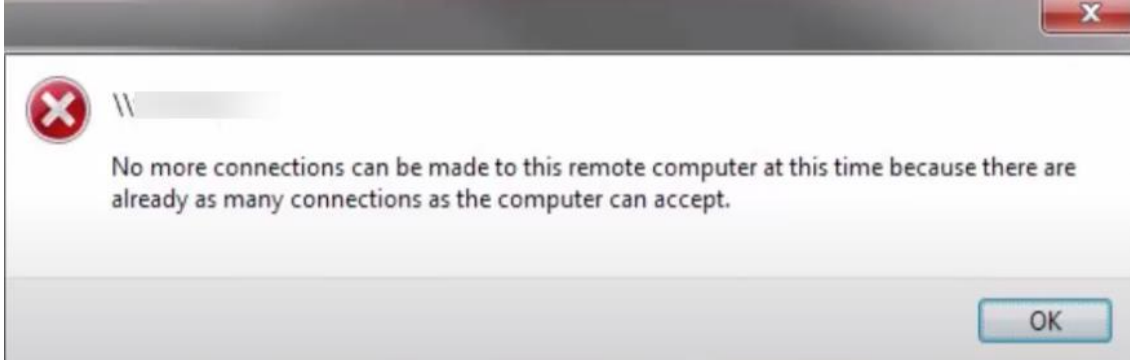 \\
No more connections can be made to this remote computer at this time because there are
already as many connections as the computer can accept.
OK